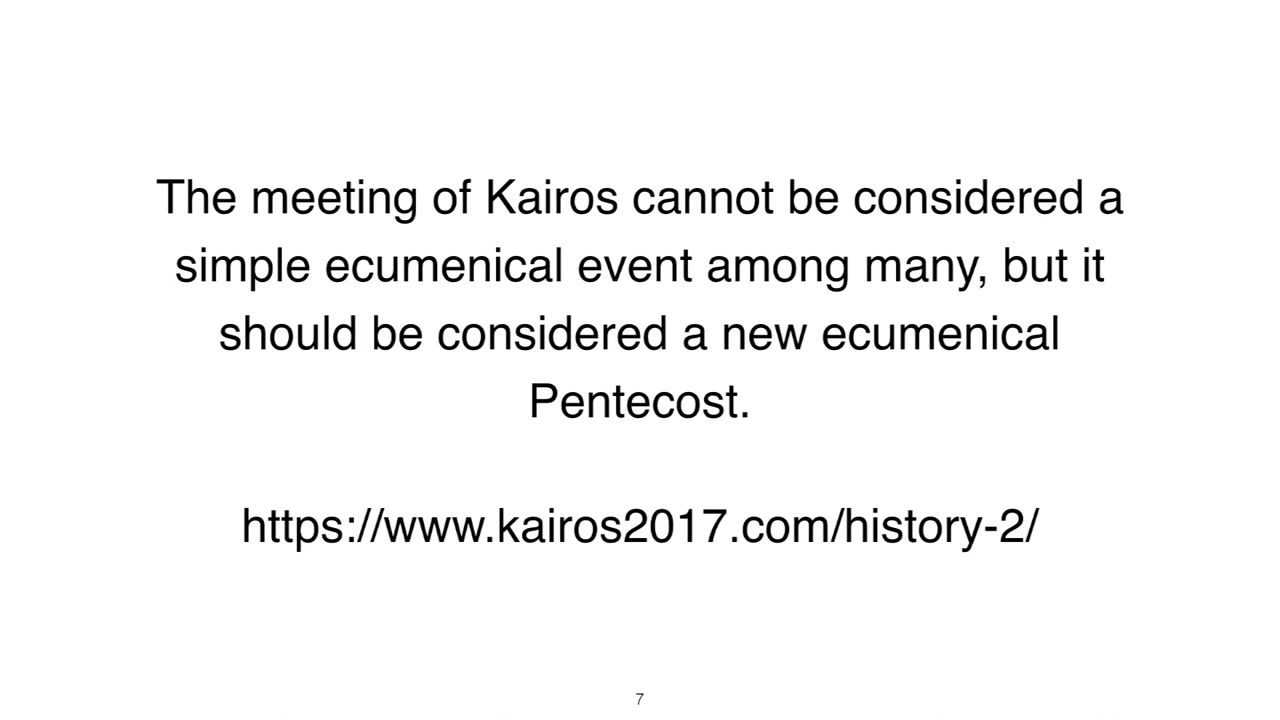 The meeting of Kairos cannot be considered a
simple ecumenical event among many, but it
should be considered a new ecumenical
Pentecost.
https://www.kairos2017.com/history-2/
7